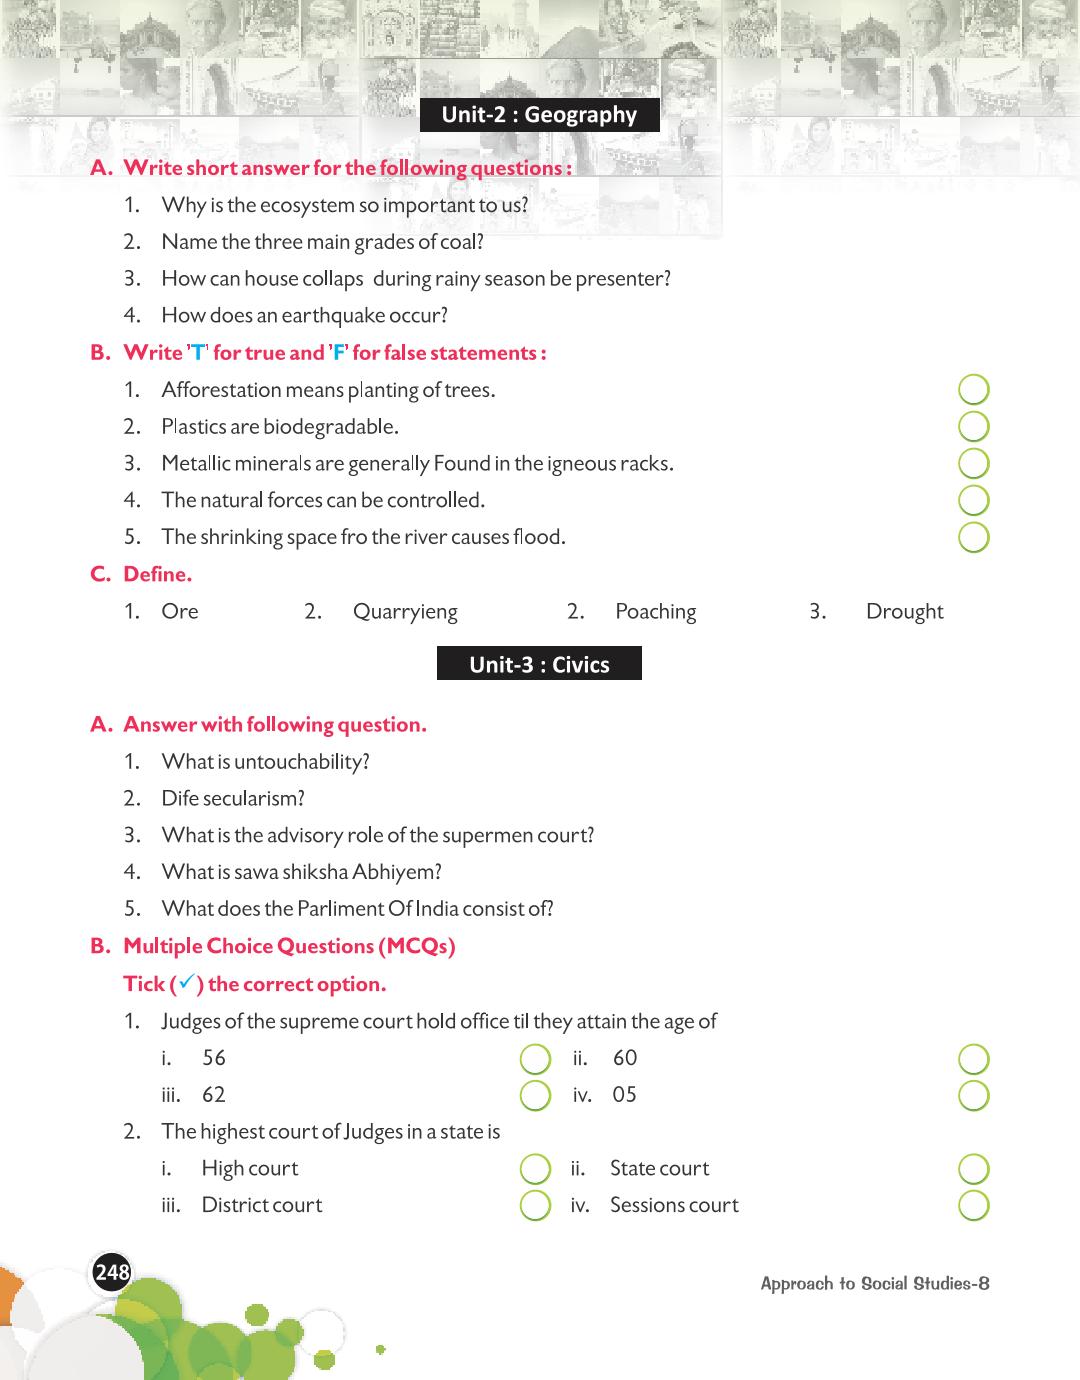 Unit-2 : Geography
A. Write short answer for the following questions :
1. Why is the ecosystem so important to us?
2. Name the three main grades of coal?
3. How can house collaps during rainy season be presenter?
4. How does an earthquake occur?
B. Write 'T' for true and 'F' for false statements :
1. Afforestation means planting of trees.
2. Plastics are biodegradable.
3. Metallic minerals are generally Found in the igneous racks.
4. The natural forces can be controlled.
5. The shrinking space fro the river causes flood.
C. Define.
1. Ore 2. Quarryieng 2. Poaching 3. Drought
Unit-3 : Civics
A. Answer with following question.
1. What is untouchability?
2. Dife secularism?
3. What is the advisory role of the supermen court?
4. What is sawa shiksha Abhiyem?
5. What does the Parliment Of India consist of?
B. Multiple Choice Questions (MCQs)
Tick (✓) the correct option.
1. Judges of the supreme court hold office til they attain the age of
i. 56 ii. 60
iii. 62 iv. 05
2. The highest court of Judges in a state is
i. High court ii. State court
iii. District court iv. Sessions court
248
Approach to Social Studies-8